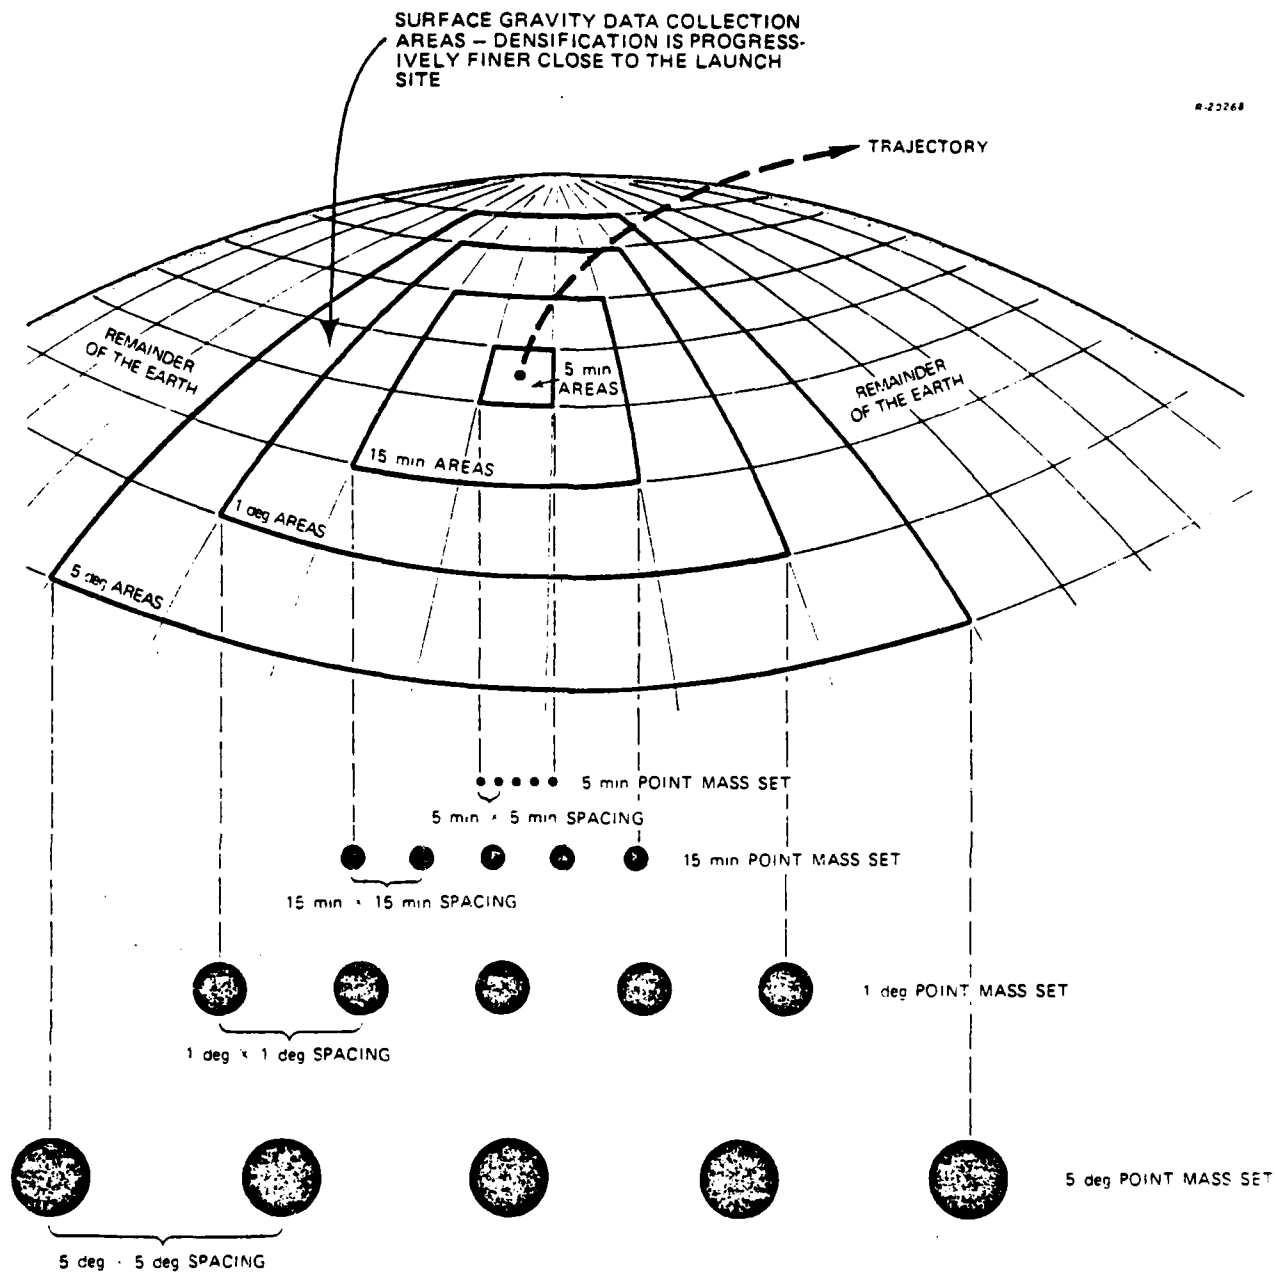 SURFACE GRAVITY DATA COLLECTION
AREAS – DENSIFICATION IS PROGRESS-
IVELY FINER CLOSE TO THE LAUNCH
SITE
R-20268
TRAJECTORY
REMAINDER
OF THE EARTH
REMAINDER
OF THE EARTH
5 min
AREAS
15 min AREAS
1 deg AREAS
5 deg AREAS
5 min POINT MASS SET
5 min × 5 min SPACING
15 min POINT MASS SET
15 min × 15 min SPACING
1 deg POINT MASS SET
1 deg × 1 deg SPACING
5 deg POINT MASS SET
5 deg · 5 deg SPACING